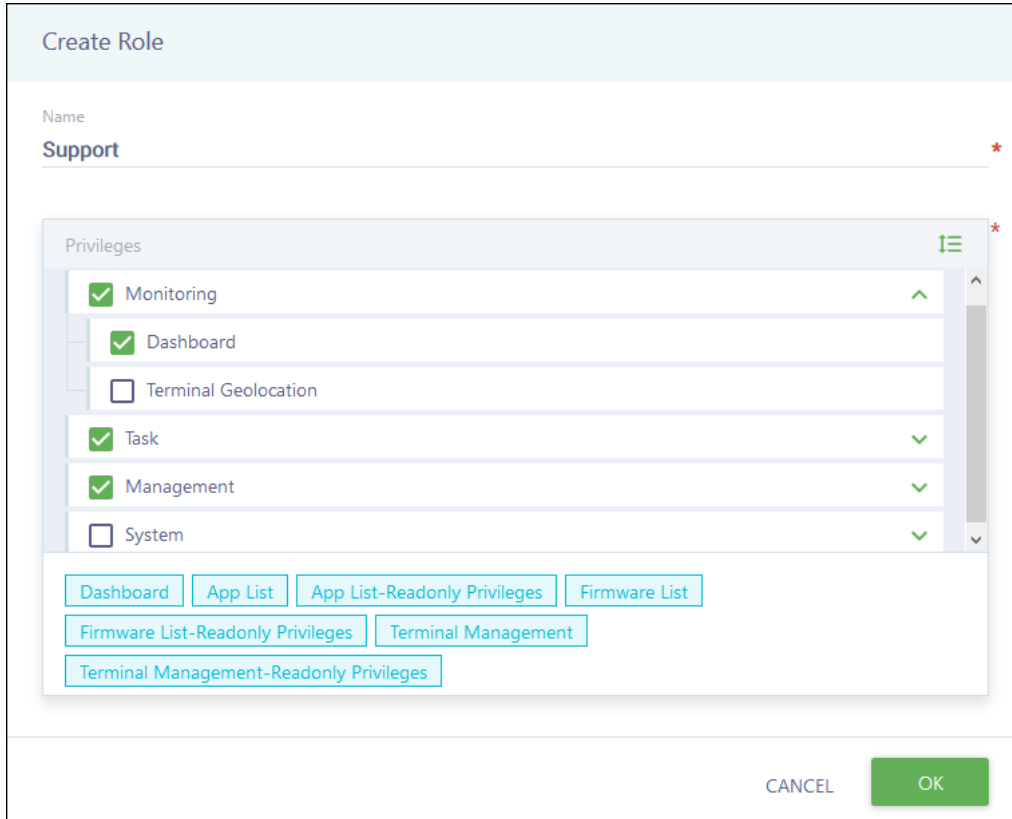 Create Role
Name
Support *
*
Privileges
Monitoring
Dashboard
Terminal Geolocation
Task
Management
System
Dashboard App List App List-Readonly Privileges Firmware List
Firmware List-Readonly Privileges Terminal Management
Terminal Management-Readonly Privileges
CANCEL OK